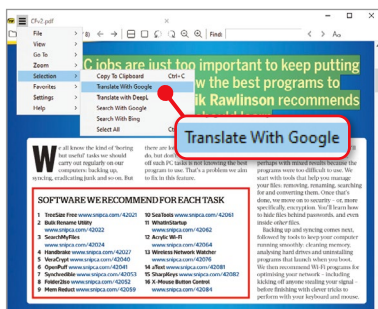 CFv2.pdf
File
View
Go To
Zoom
Selection
Favorites
Settings
Help
Find:
Copy To Clipboard Ctrl+C
Translate With Google
Translate with DeepL
Search With Google
Search With Bing
Select All
C jobs are just too important to keep putting
w the best programs to
ik Rawlinson recommends
Translate With Google
We all know the kind of 'boring
but useful' tasks we should
carry out regularly on our
computers: backing up,
syncing, eradicating junk and so on. But
there are
do, but don't
off such PC tasks is not knowing the best
program to use. That's a problem we aim
to fix in this feature.
SOFTWARE WE RECOMMEND FOR EACH TASK
1 TreeSize Free www.snipca.com/42021
2 Bulk Rename Utility
www.snipca.com/42022
3 SearchMyFiles
www.snipca.com/42024
4 Handbrake www.snipca.com/42027
5 VeraCrypt www.snipca.com/42040
6 OpenPuff www.snipca.com/42041
7 Synchredible www.snipca.com/42053
8 Folder2Iso www.snipca.com/42052
9 Mem Reduct www.snipca.com/42059
10 SeaTools www.snipca.com/42061
11 WhatInStartup
www.snipca.com/42062
12 Acrylic Wi-Fi
www.snipca.com/42064
13 Wireless Network Watcher
www.snipca.com/42076
14 aText www.snipca.com/42081
15 SharpKeys www.snipca.com/42082
16 X-Mouse Button Control
www.snipca.com/42084
perhaps with mixed results because the
programs were too difficult to use. We
start with tools that help you manage
your files, removing, renaming, searching
for and converting them. Once that's
done, we move on to security – or, more
specifically, encryption. You'll learn how
to hide files behind passwords, and even
inside other files.
Backing up and syncing comes next,
followed by tools to keep your computer
running smoothly: cleaning memory,
analysing hard drives and uninstalling
programs that launch when you boot.
We then recommend Wi-Fi programs for
optimising your network – including
kicking off anyone stealing your signal –
before finishing with clever tricks to
perform with your keyboard and mouse.